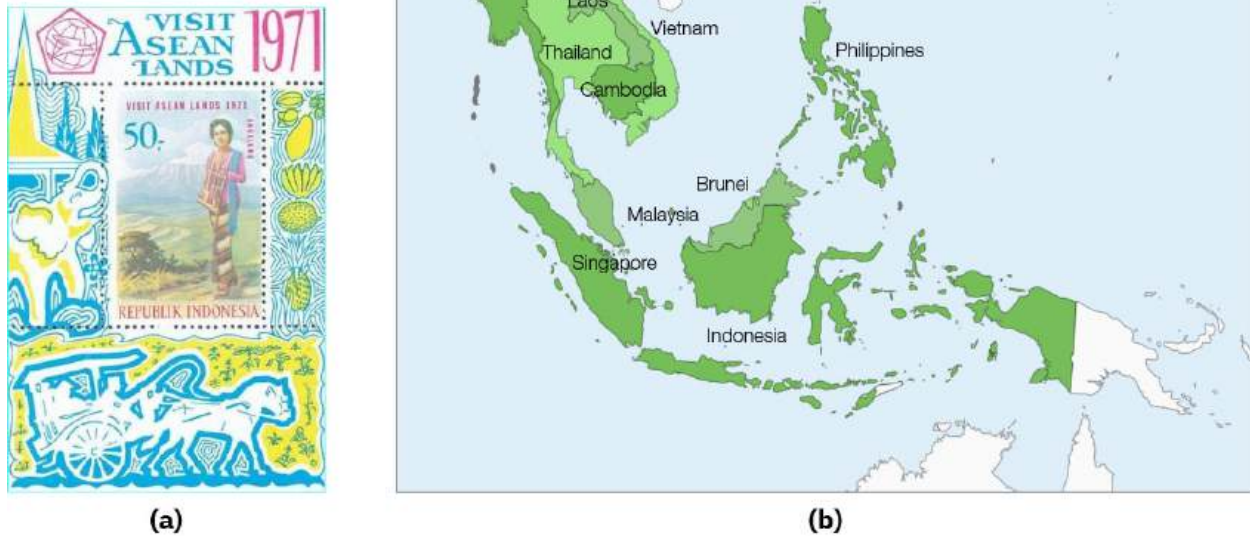 VISIT
ASEAN
LANDS
1971
VISIT ASEAN LANDS 1971
50,-
ANGKLUNG
REPUBLIK INDONESIA
(a)
Laos
Vietnam
Thailand
Cambodia
Philippines
Brunei
Malaysia
Singapore
Indonesia
(b)